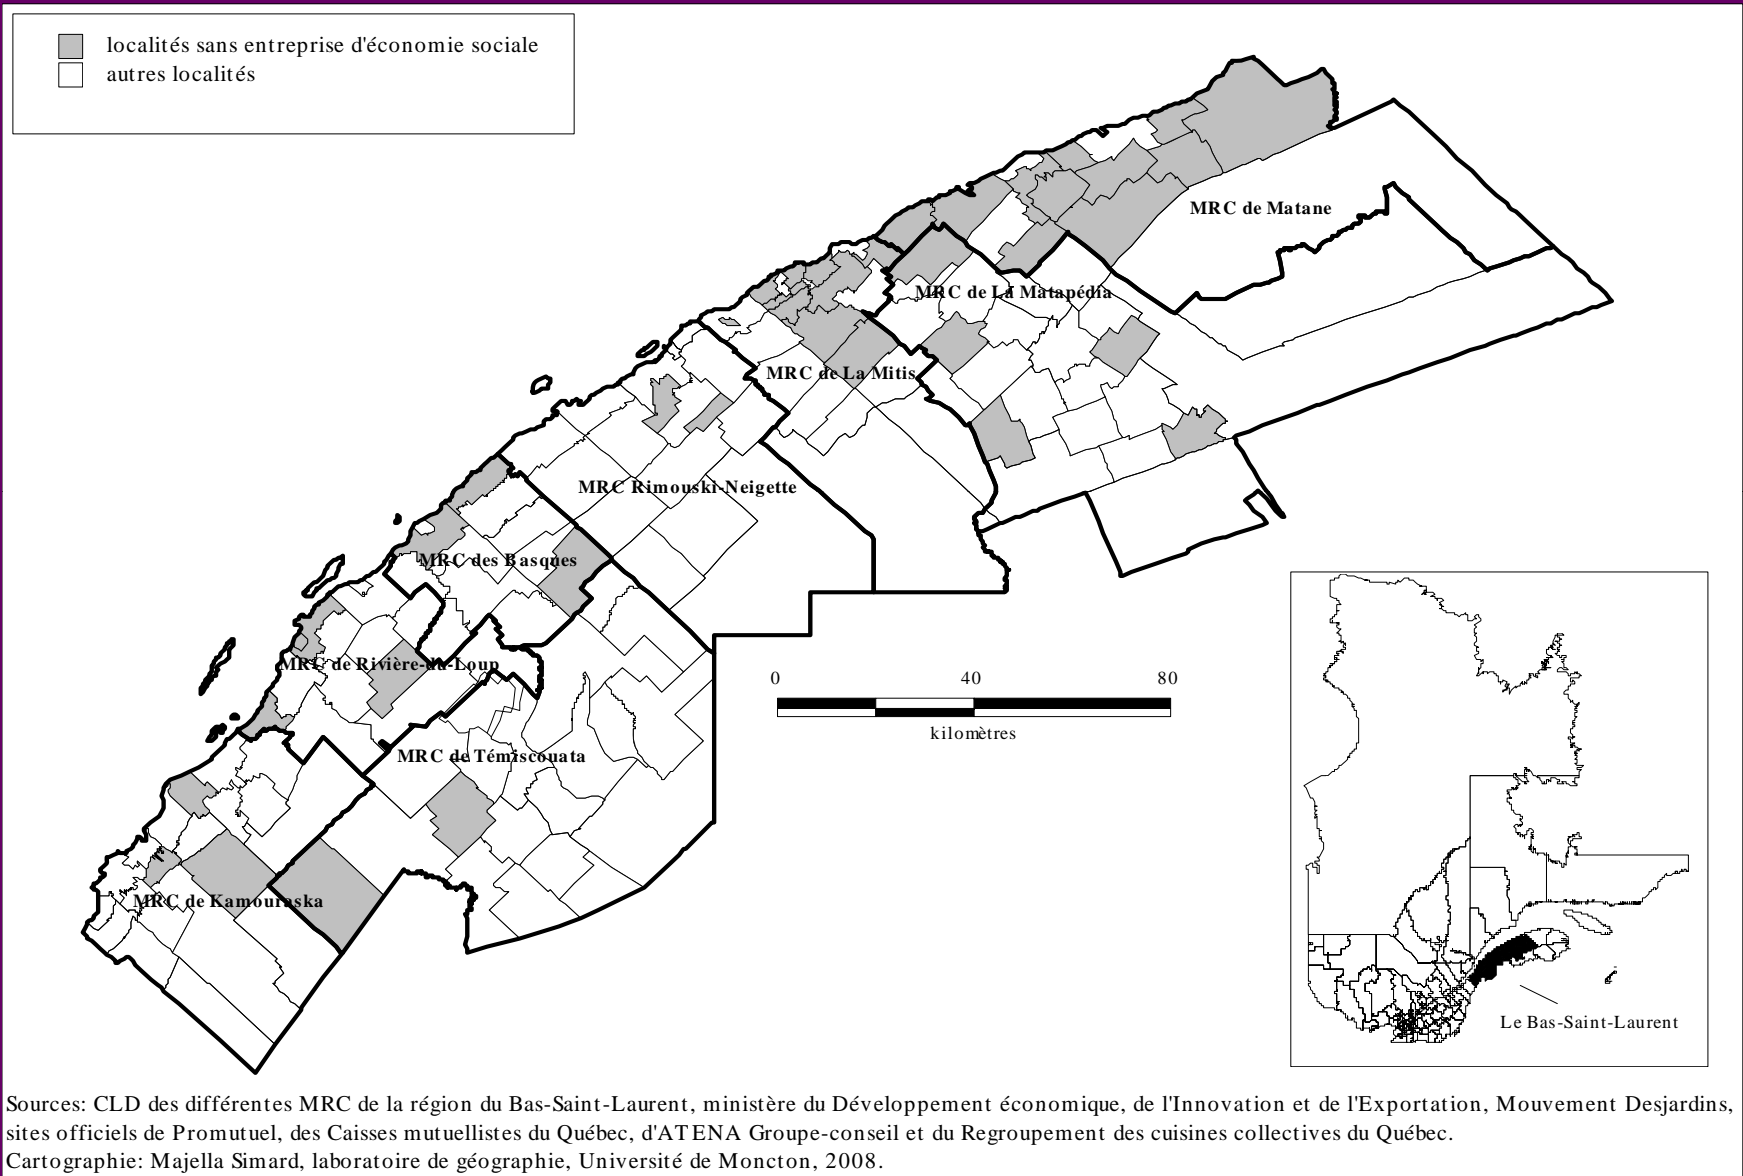 localités sans entreprise d'économie sociale
autres localités
MRC de Matane
MRC de La Matapédia
MRC de La Mitis
MRC Rimouski-Neigette
MRC des Basques
MRC de Rivière-du-Loup
0 40 80
kilomètres
MRC de Témiscouata
MRC de Kamouraska
Le Bas-Saint-Laurent
Sources: CLD des différentes MRC de la région du Bas-Saint-Laurent, ministère du Développement économique, de l'Innovation et de l'Exportation, Mouvement Desjardins,
sites officiels de Promutuel, des Caisses mutuellistes du Québec, d'ATENA Groupe-conseil et du Regroupement des cuisines collectives du Québec.
Cartographie: Majella Simard, laboratoire de géographie, Université de Moncton, 2008.